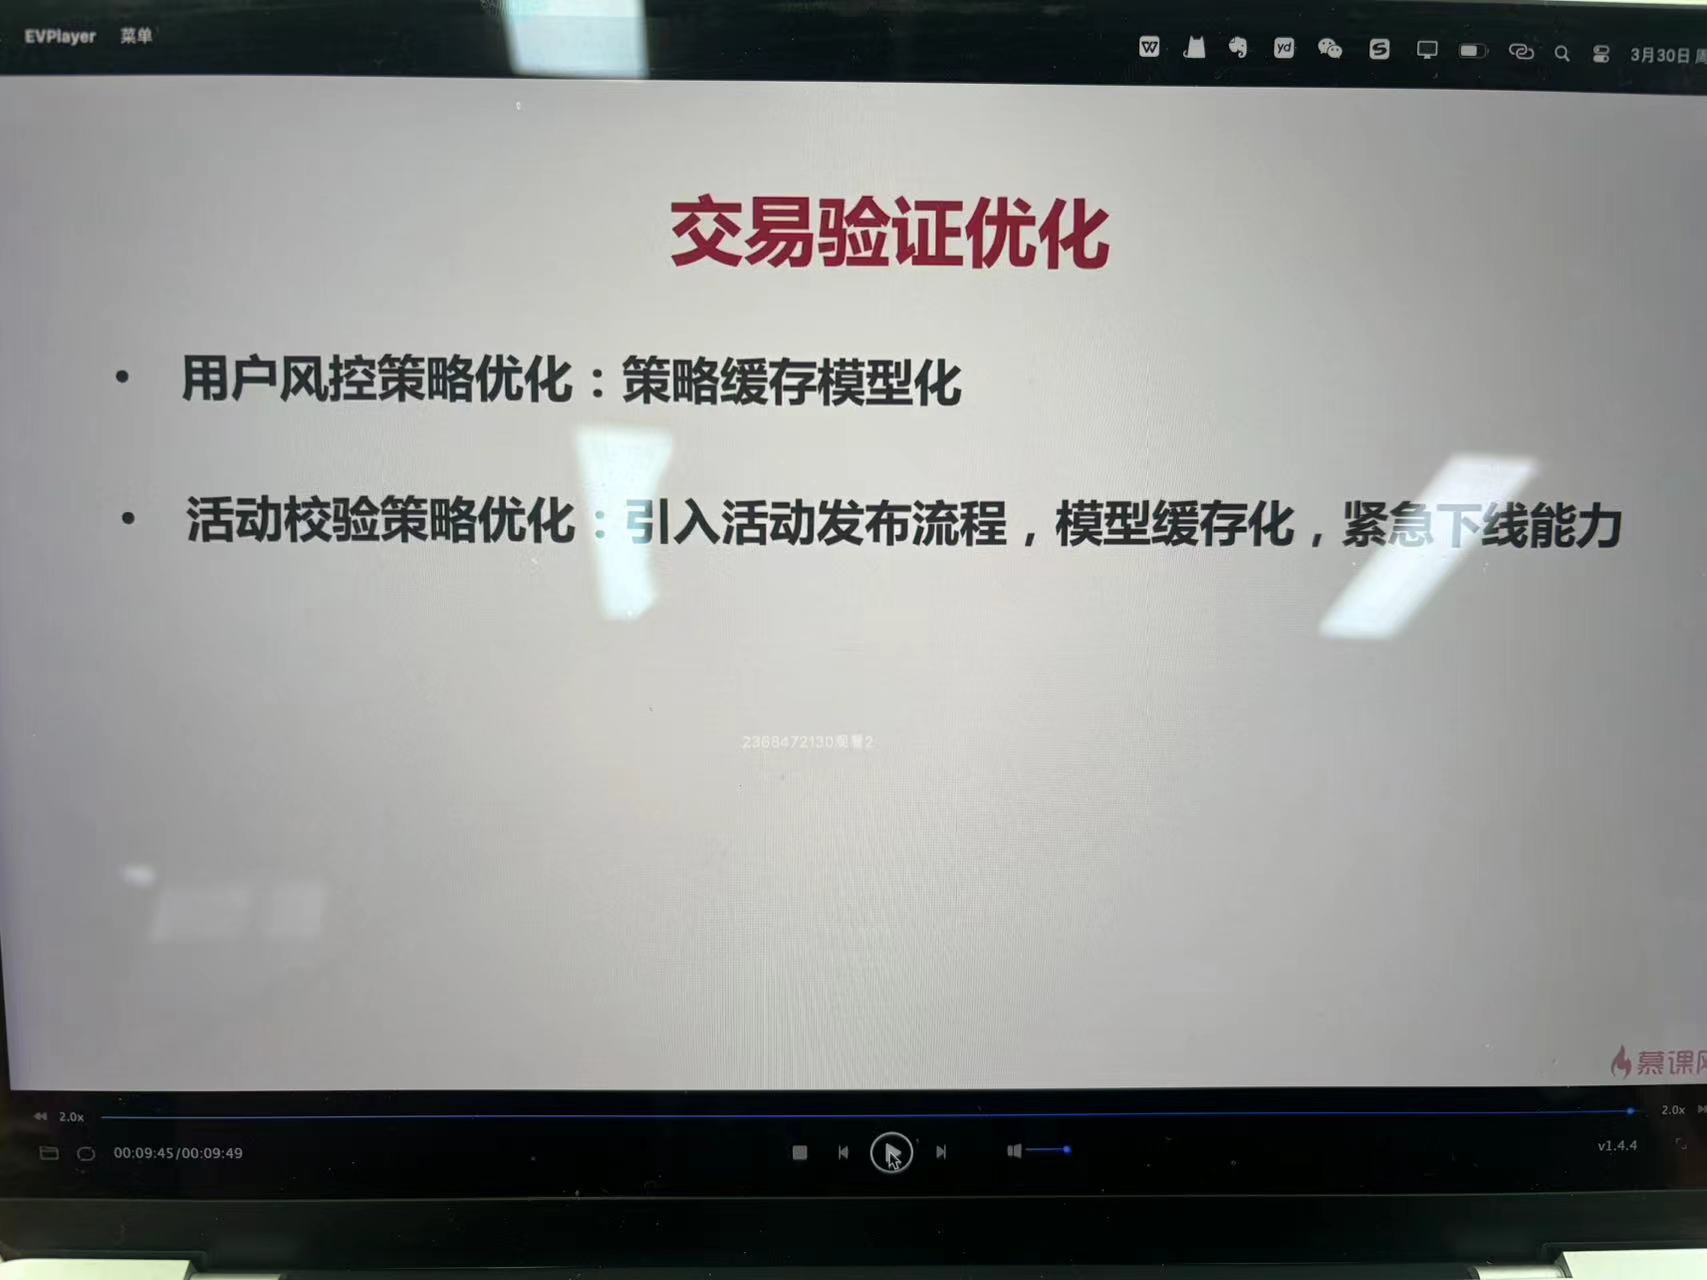 EVPlayer 菜单
3月30日 周
交易验证优化
• 用户风控策略优化：策略缓存模型化
• 活动校验策略优化：引入活动发布流程，模型缓存化，紧急下线能力
2368472130观看2
慕课网
2.0x
2.0x
00:09:45/00:09:49
v1.4.4